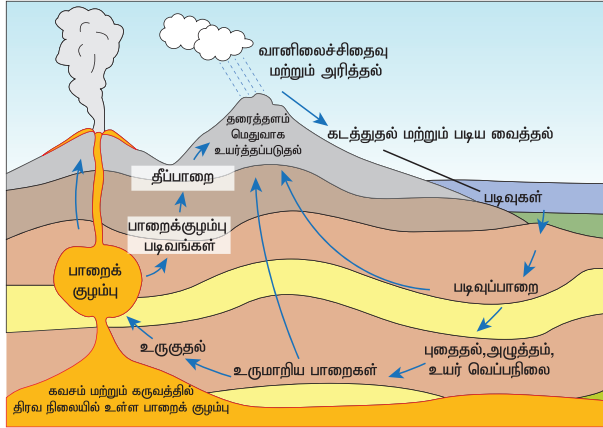 வானிலைச்சிதைவு
மற்றும் அரித்தல்
தரைத்தளம்
மெதுவாக
உயர்த்தப்படுதல்
கடத்துதல் மற்றும் படிய வைத்தல்
தீப்பாறை
படிவுகள்
பாறைக்குழம்பு
படிவங்கள்
பாறைக்
குழம்பு
படிவுப்பாறை
உருகுதல்
புதைதல்,அழுத்தம்,
உயர் வெப்பநிலை
உருமாறிய பாறைகள்
கவசம் மற்றும் கருவத்தில்
திரவ நிலையில் உள்ள பாறைக் குழம்பு